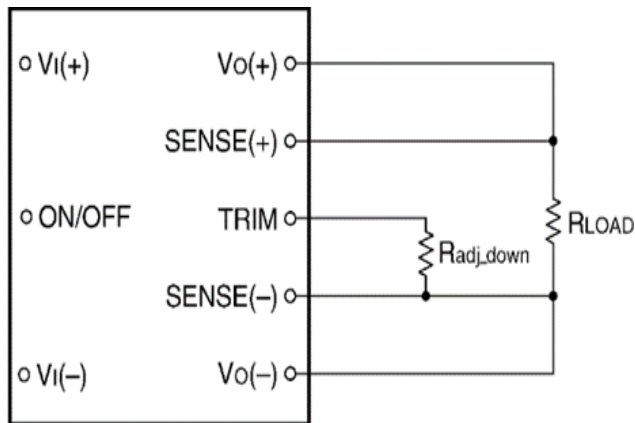 VI(+) VO(+)
SENSE(+)
ON/OFF TRIM RLOAD
Radj_down
SENSE(–)
VI(–) VO(–)